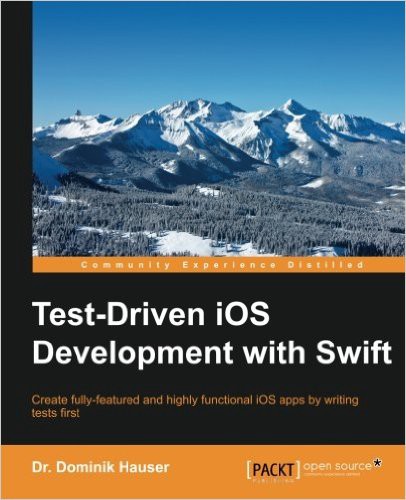 Community Experience Distilled
Test-Driven iOS
Development with Swift
Create fully-featured and highly functional iOS apps by writing
tests first
Dr. Dominik Hauser
[PACKT] open source*
PUBLISHING